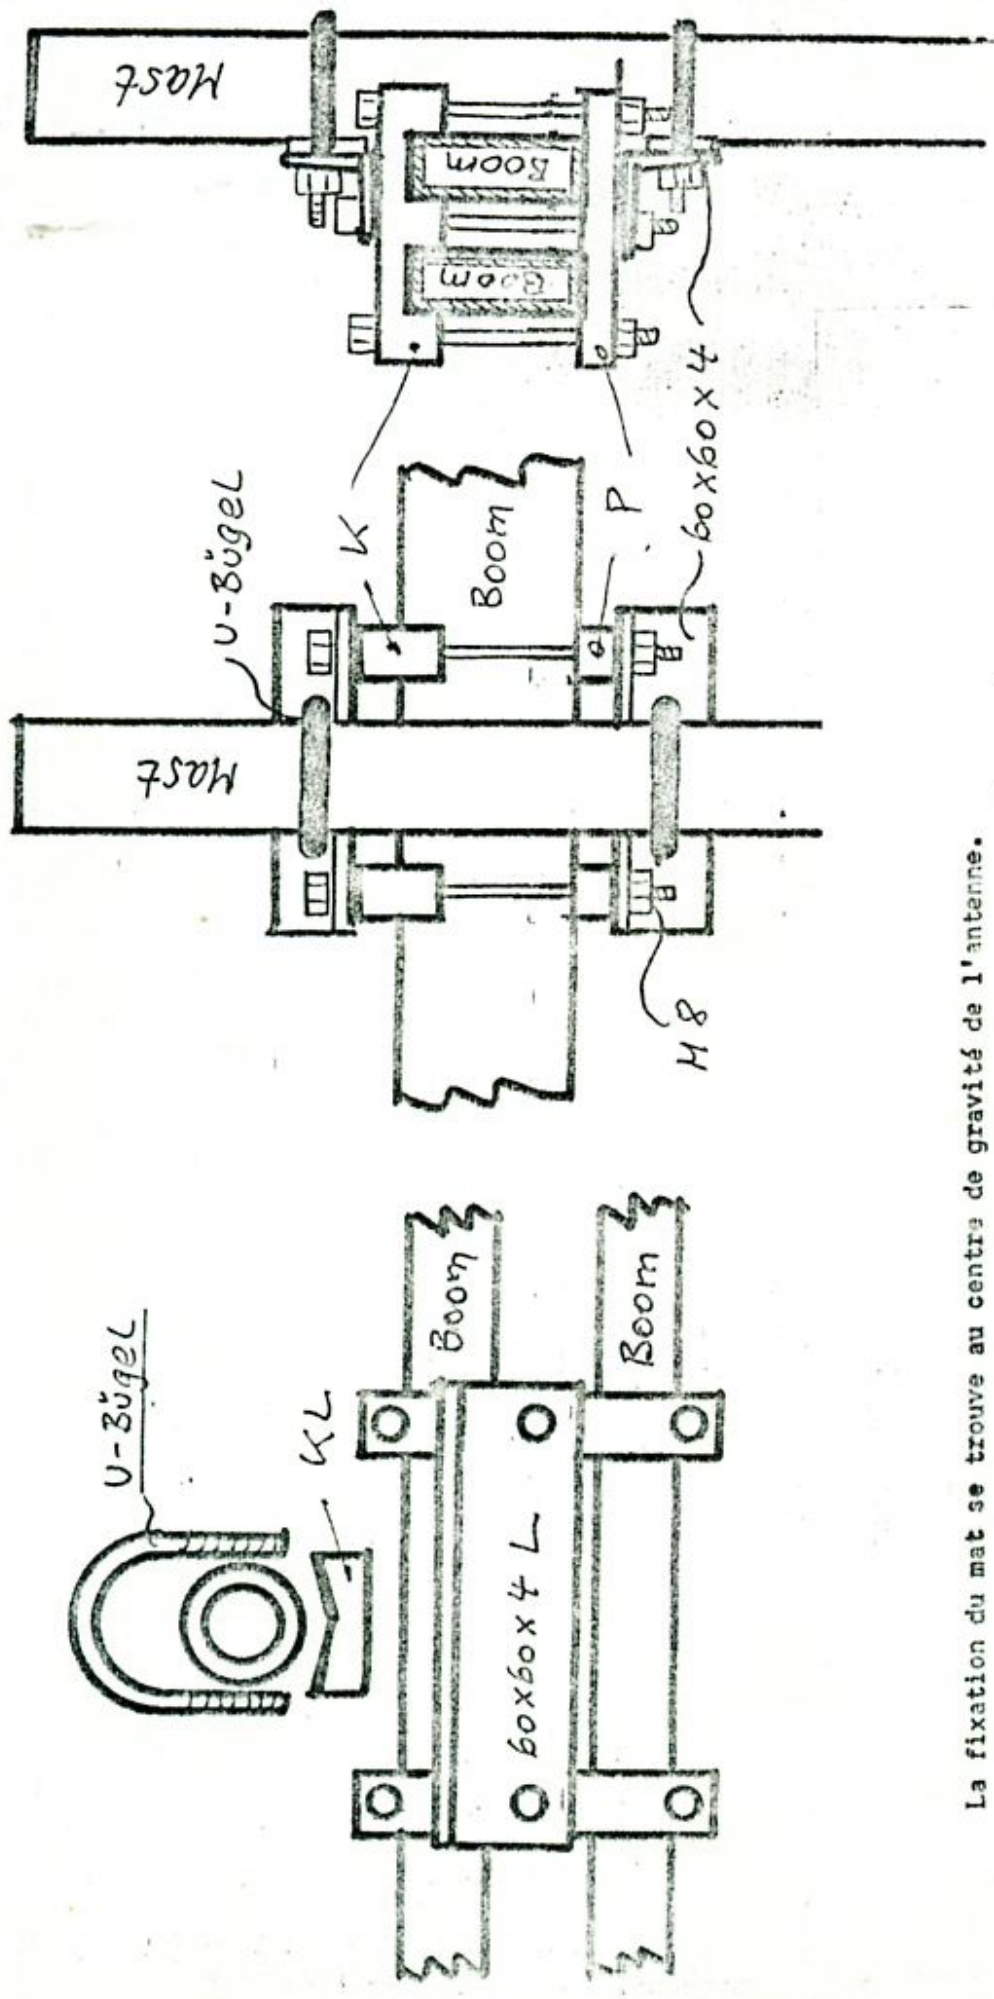 U-Bügel
KL
60x60x4 L
Boom
Boom
U-Bügel
Mast
K
Boom
P
60x60x4
M8
Mast
Boom
Boom
La fixation du mat se trouve au centre de gravité de l'antenne.